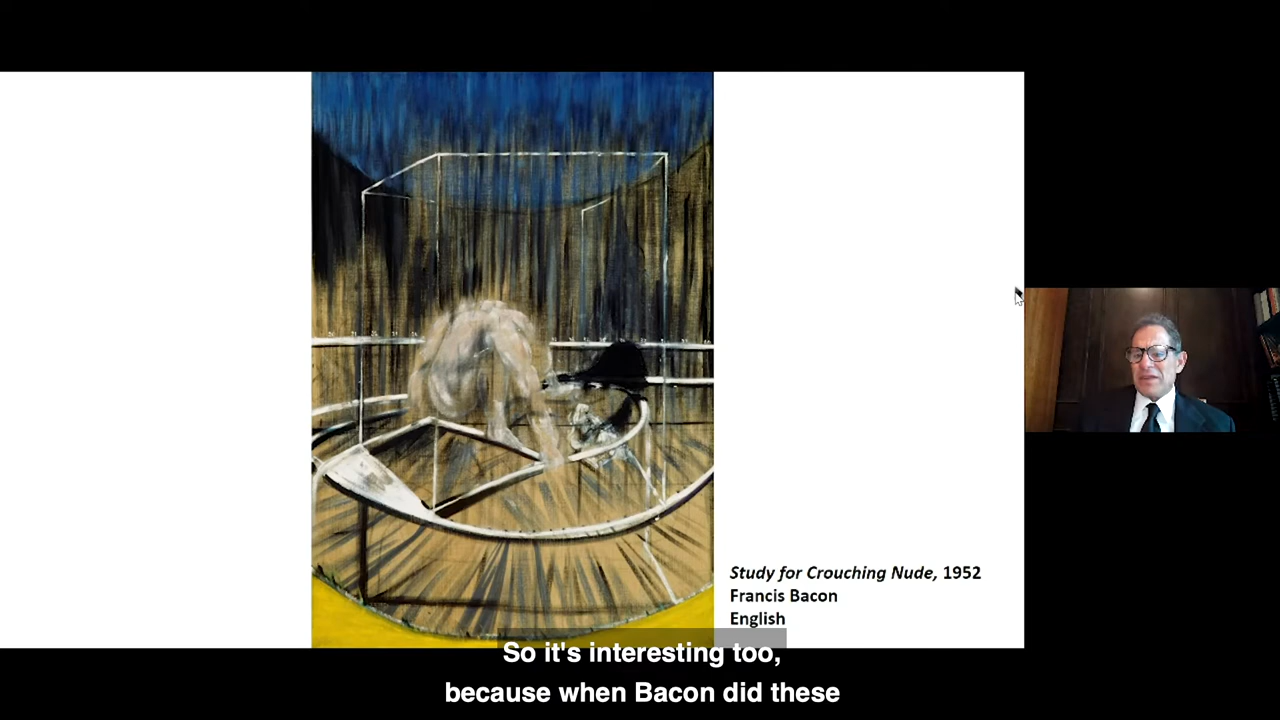 Study for Crouching Nude, 1952
Francis Bacon
English
So it's interesting too,
because when Bacon did these